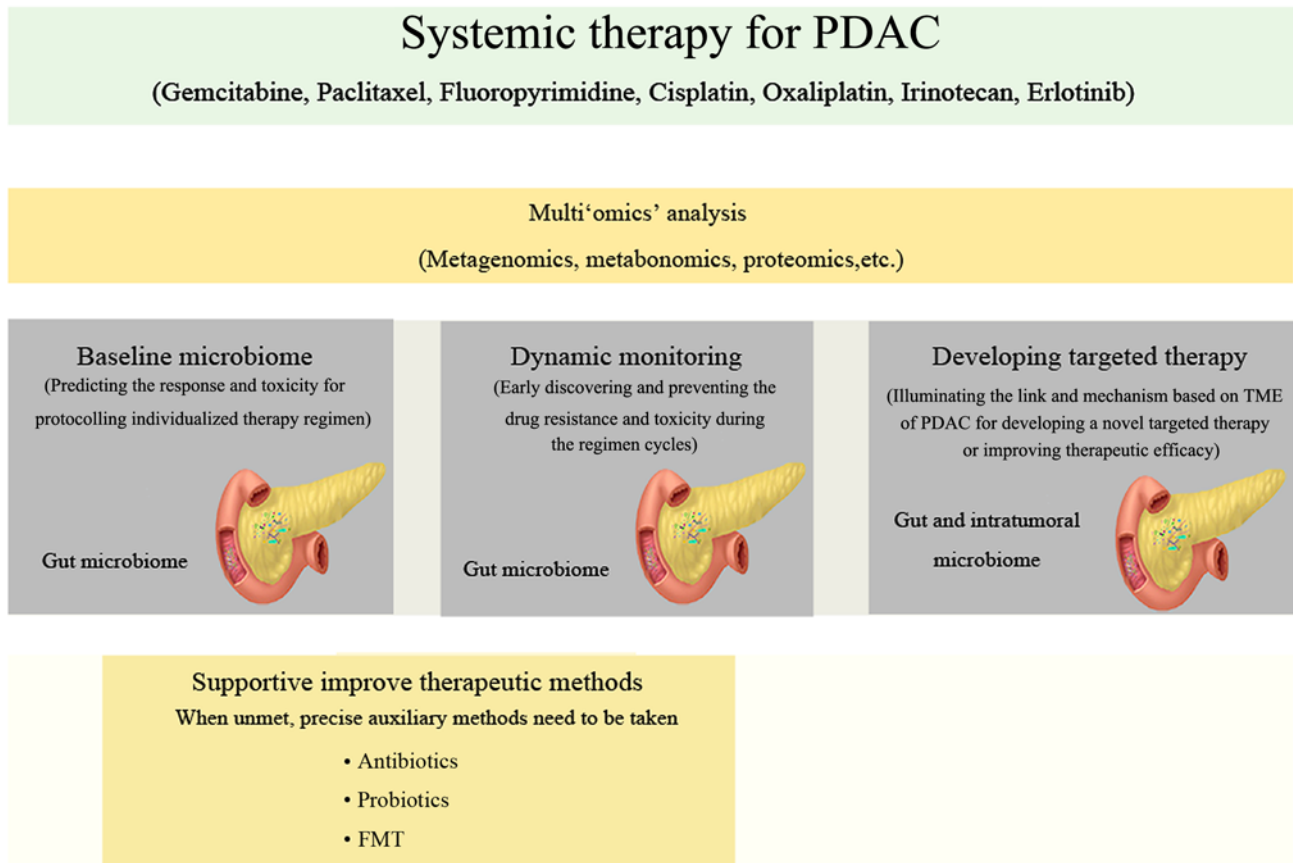 Systemic therapy for PDAC
(Gemcitabine, Paclitaxel, Fluoropyrimidine, Cisplatin, Oxaliplatin, Irinotecan, Erlotinib)
Multi‘omics’ analysis
(Metagenomics, metabonomics, proteomics,etc.)
Baseline microbiome
(Predicting the response and toxicity for
protocolling individualized therapy regimen)
Gut microbiome
Dynamic monitoring
(Early discovering and preventing the
drug resistance and toxicity during
the regimen cycles)
Gut microbiome
Developing targeted therapy
(Illuminating the link and mechanism based on TME
of PDAC for developing a novel targeted therapy
or improving therapeutic efficacy)
Gut and intratumoral
microbiome
Supportive improve therapeutic methods
When unmet, precise auxiliary methods need to be taken
• Antibiotics
• Probiotics
• FMT